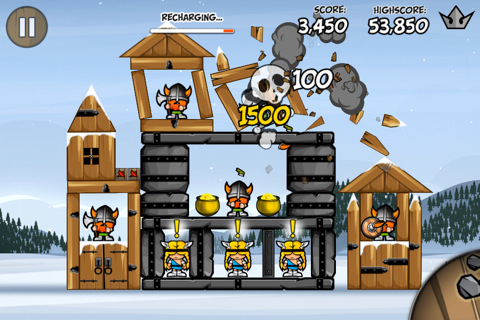 RECHARGING...
SCORE:
3,450
HIGHSCORE:
53,850
100
1500
!
!
!